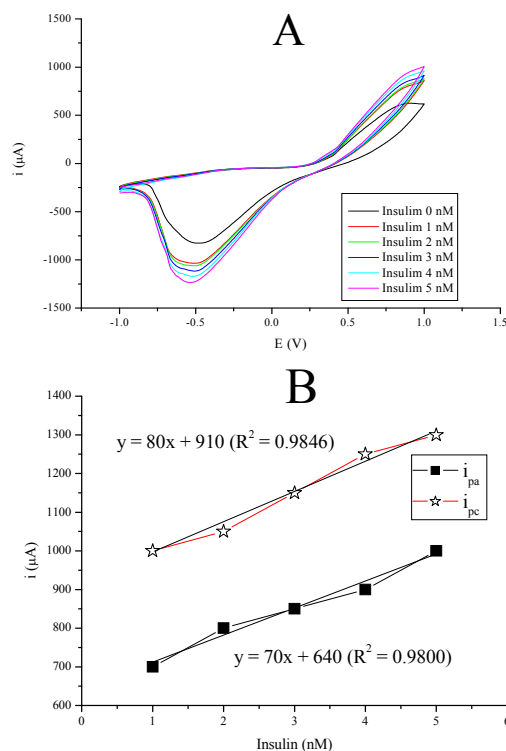 A
1500
1000
500
0
-500
-1000
-1500
i (µA)
Insulim 0 nM
Insulim 1 nM
Insulim 2 nM
Insulim 3 nM
Insulim 4 nM
Insulim 5 nM
-1.0 -0.5 0.0 0.5 1.0 1.5
E (V)
B
1400
1300
1200
1100
1000
900
800
700
600
i (µA)
y = 80x + 910 (R² = 0.9846)
ipa
ipc
y = 70x + 640 (R² = 0.9800)
0 1 2 3 4 5 6
Insulin (nM)